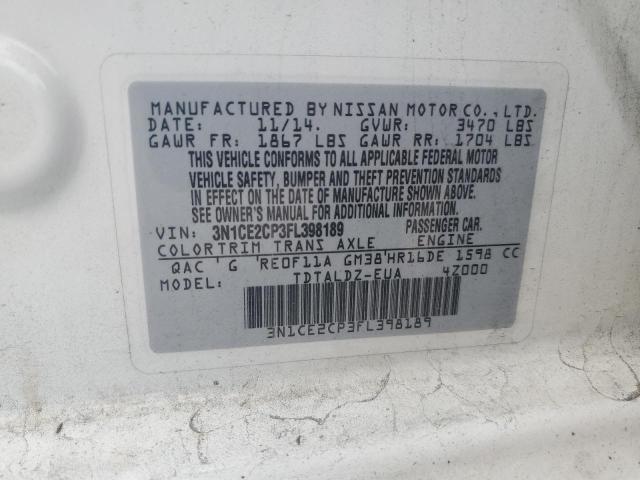 MANUFACTURED BY NISSAN MOTOR CO., LTD.
DATE: 11/14. GVWR: 3470 LBS
GAWR FR: 1867 LBS GAWR RR: 1704 LBS
THIS VEHICLE CONFORMS TO ALL APPLICABLE FEDERAL MOTOR
VEHICLE SAFETY, BUMPER AND THEFT PREVENTION STANDARDS
IN EFFECT ON THE DATE OF MANUFACTURE SHOWN ABOVE.
SEE OWNER'S MANUAL FOR ADDITIONAL INFORMATION.
VIN: 3N1CE2CP3FL398189 PASSENGER CAR.
COLOR TRIM TRANS AXLE ENGINE
QAC G RE0F11A GM38 HR16DE 1598 CC
MODEL: TDTALDZ-EUA 4Z000
3N1CE2CP3FL398189